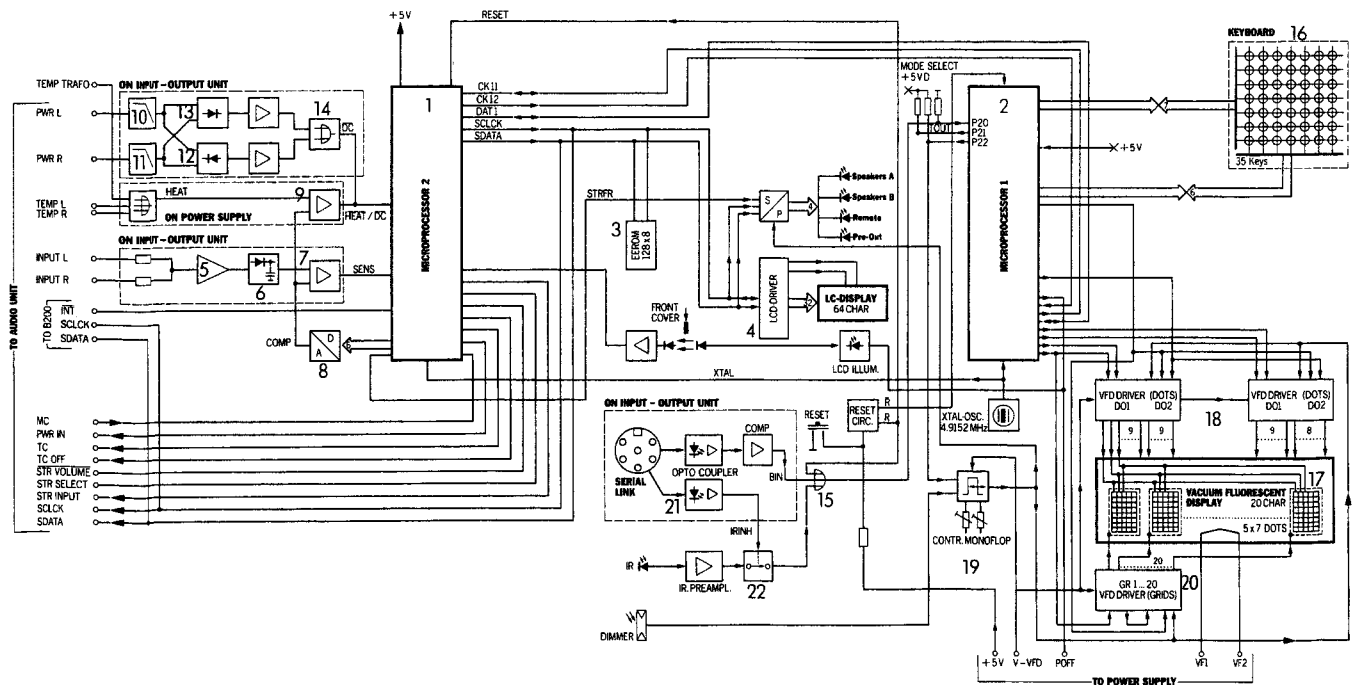 +5V
RESET
KEYBOARD 16
MODE SELECT
+5VD
TEMP TRAFO
ON INPUT - OUTPUT UNIT
PWR L
10
13
14
DC
PWR R
11
12
1
MICROPROCESSOR 2
CK11
CK12
DAT1
SCLCK
SDATA
2
MICROPROCESSOR 1
P20
P21
P22
1OUT
+5V
35 Keys
6
HEAT
9
TEMP L
TEMP R
ON POWER SUPPLY
HEAT / DC
STRFR
3
EEROM
128x8
S
P
4
Speakers A
Speakers B
Remote
Pre-Out
ON INPUT - OUTPUT UNIT
INPUT L
INPUT R
5
6
7
SENS
TO AUDIO UNIT
TO B200
INT
SCLCK
SDATA
COMP
D
A
8
LCD DRIVER
4
2
LC-DISPLAY
64 CHAR
FRONT
COVER
LCD ILLUM.
XTAL
XTAL-OSC.
4.9152 MHz
VFD DRIVER (DOTS)
DO1 DO2
18
VFD DRIVER (DOTS)
DO1 DO2
9
9
9
8
MC
PWR IN
TC
TC OFF
STR VOLUME
STR SELECT
STR INPUT
SCLCK
SDATA
ON INPUT - OUTPUT UNIT
SERIAL
LINK
OPTO COUPLER
COMP
BIN
21
IRINH
IR
IR. PREAMPL.
22
15
RESET
RESET
CIRC.
R
R
CONTR. MONOFLOP
19
17
VACUUM FLUORESCENT
DISPLAY
20 CHAR
5 x 7 DOTS
20
GR 1 ... 20
VFD DRIVER (GRIDS)
20
DIMMER
+5V
V-VFD
POFF
VF1
VF2
TO POWER SUPPLY